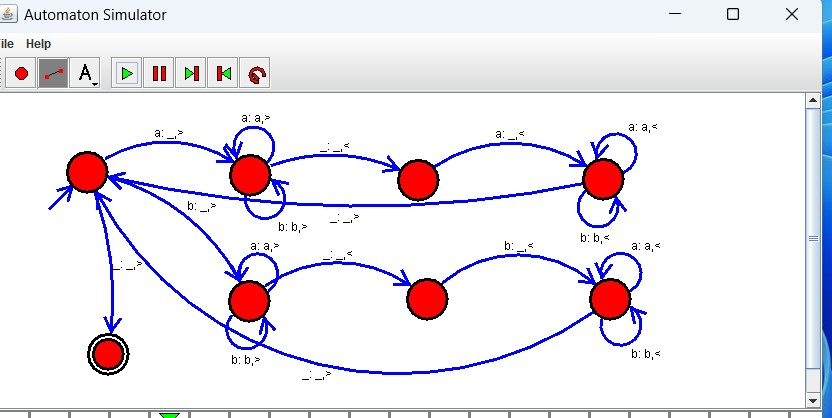 Automaton Simulator
ile Help
A
a: _,>
a: a,>
_: _,<
a: _,<
a: a,<
b: _,>
b: b,>
_: _,>
b: b,<
a: a,>
_: _,<
b: _,<
a: a,<
_: _,>
b: b,>
_: _,>
b: b,<